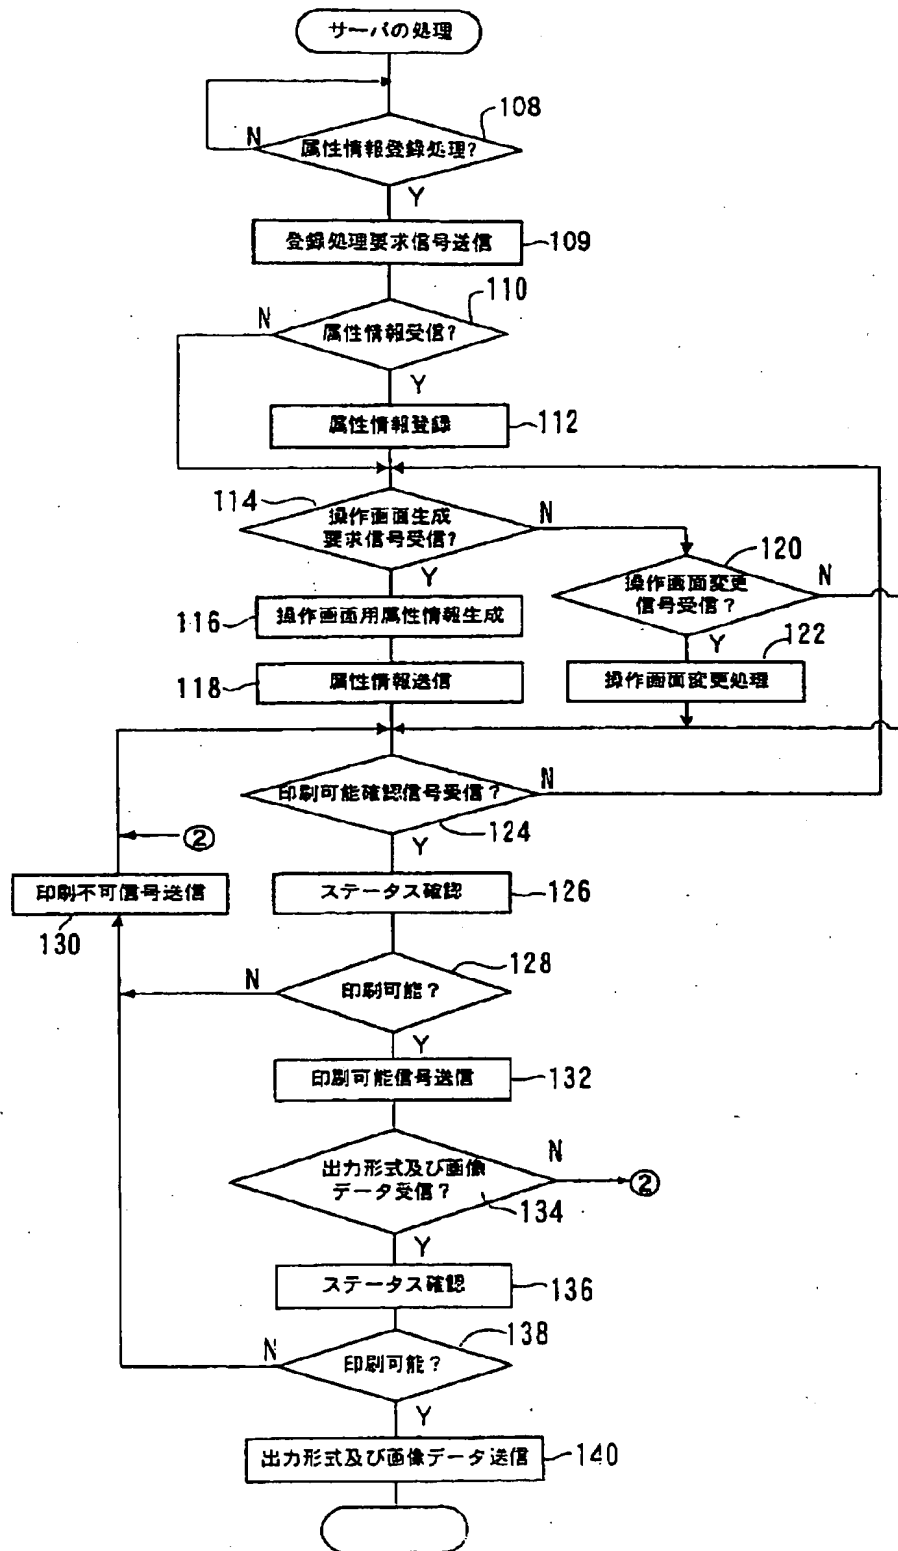 サーバの処理
108
N
属性情報登録処理?
Y
登録処理要求信号送信
109
110
N
属性情報受信?
Y
属性情報登録
112
114
操作画面生成
要求信号受信?
N
Y
120
操作画面変更
信号受信?
N
Y
116
操作画面用属性情報生成
122
操作画面変更処理
118
属性情報送信
印刷可能確認信号受信?
N
124
Y
②
印刷不可信号送信
130
ステータス確認
126
128
N
印刷可能?
Y
印刷可能信号送信
132
出力形式及び画像
データ受信?
N
②
134
Y
ステータス確認
136
138
N
印刷可能?
Y
出力形式及び画像データ送信
140